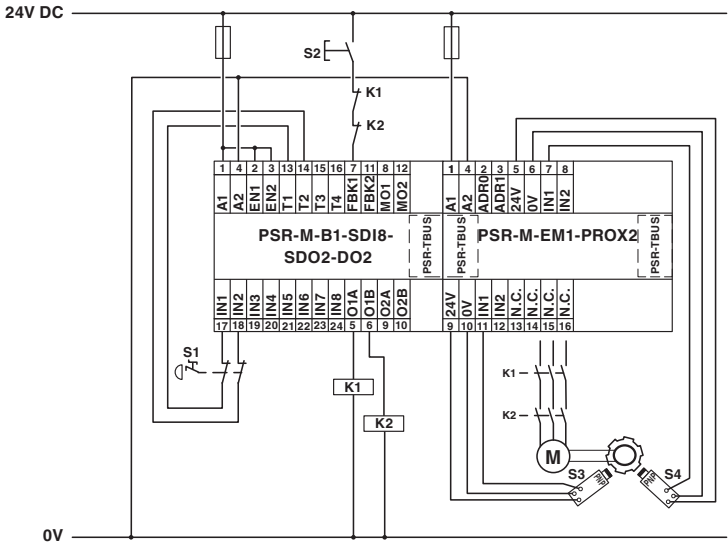 24V DC
S2
K1
K2
1 4 2 3 13 14 15 16 7 11 8 12
A1 A2 EN1 EN2 T1 T2 T3 T4 FBK1 FBK2 MO1 MO2
1 4 2 3 5 6 7 8
A1 A2 ADR0 ADR1 24V 0V IN1 IN2
PSR-M-B1-SDI8-
SDO2-DO2
PSR-TBUS
PSR-TBUS
PSR-M-EM1-PROX2
PSR-TBUS
IN1 IN2 IN3 IN4 IN5 IN6 IN7 IN8 O1A O1B O2A O2B
17 18 19 20 21 22 23 24 5 6 9 10
24V 0V IN1 IN2 N.C. N.C. N.C. N.C.
9 10 11 12 13 14 15 16
S1
K1
K2
K1
K2
M
S3
PNP
S4
PNP
0V